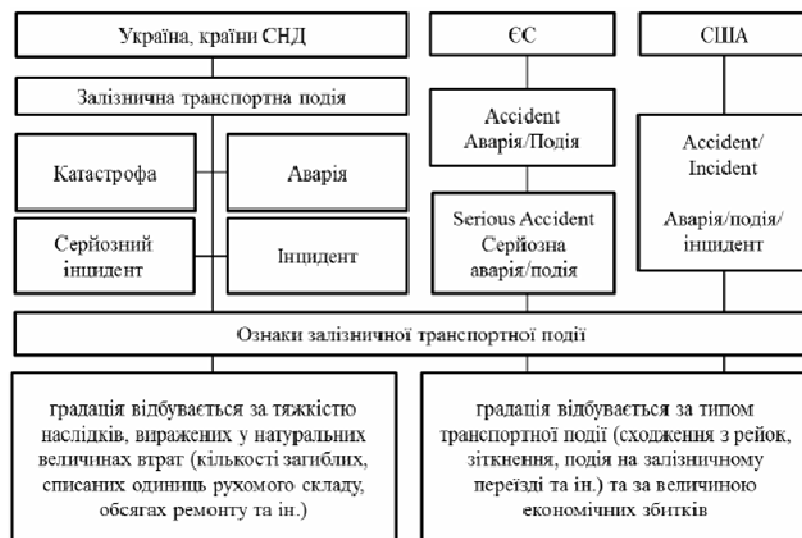 Україна, країни СНД
ЄС
США
Залізнична транспортна подія
Accident
Аварія/Подія
Accident/
Incident
Аварія/подія/
інцидент
Катастрофа
Аварія
Серйозний
інцидент
Інцидент
Serious Accident
Серйозна
аварія/подія
Ознаки залізничної транспортної події
градація відбувається за тяжкістю
наслідків, виражених у натуральних
величинах втрат (кількості загиблих,
списаних одиниць рухомого складу,
обсягах ремонту та ін.)
градація відбувається за типом
транспортної події (сходження з рейок,
зіткнення, подія на залізничному
переїзді та ін.) та за величиною
економічних збитків